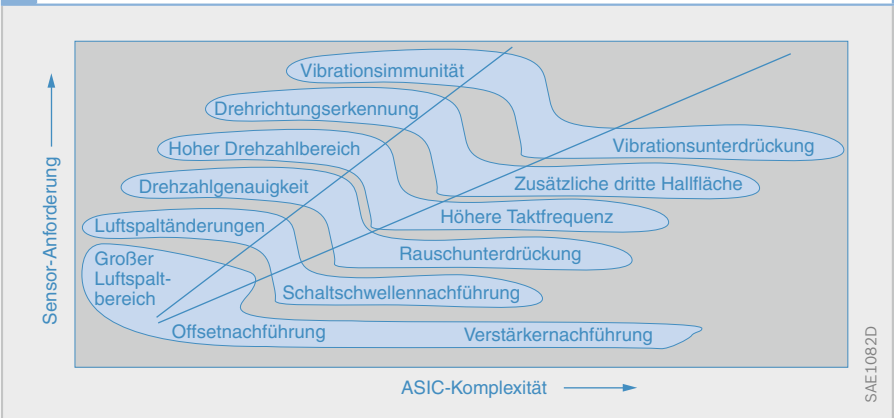 Vibrationsimmunität
Drehrichtungserkennung
Vibrationsunterdrückung
Hoher Drehzahlbereich
Drehzahlgenauigkeit
Zusätzliche dritte Hallfläche
Luftspaltänderungen
Höhere Taktfrequenz
Großer
Luftspalt-
bereich
Rauschunterdrückung
Schaltschwellennachführung
Offsetnachführung
Verstärkernachführung
Sensor-Anforderung
ASIC-Komplexität
SAE1082D